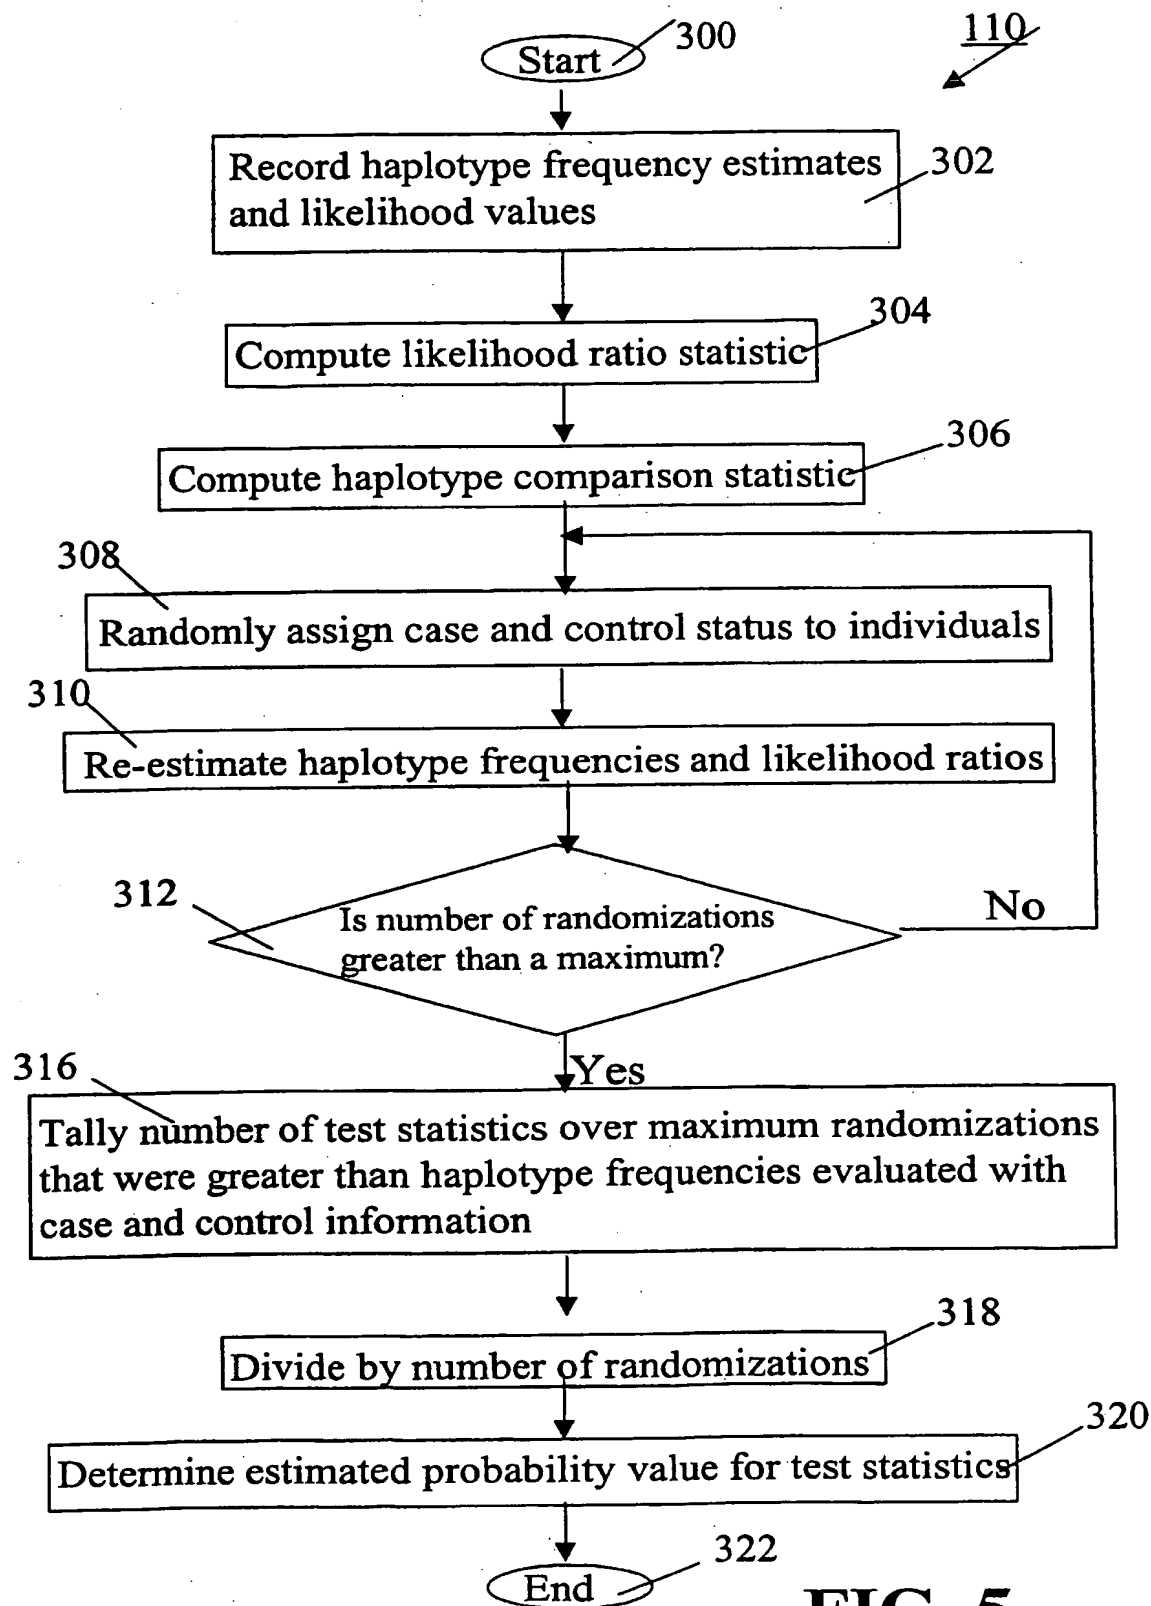 110
Start
300
Record haplotype frequency estimates
and likelihood values
302
304
Compute likelihood ratio statistic
306
Compute haplotype comparison statistic
308
Randomly assign case and control status to individuals
310
Re-estimate haplotype frequencies and likelihood ratios
312
Is number of randomizations
greater than a maximum?
No
Yes
316
Tally number of test statistics over maximum randomizations
that were greater than haplotype frequencies evaluated with
case and control information
318
Divide by number of randomizations
320
Determine estimated probability value for test statistics
322
End
FIG. 5